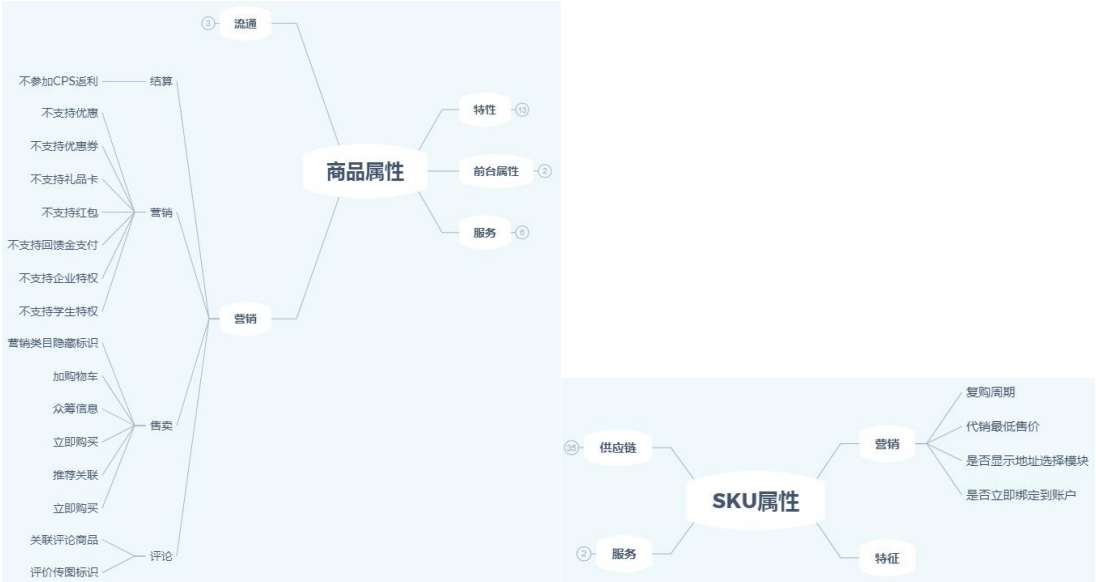 3
流通
不参加CPS返利
结算
不支持优惠
不支持优惠券
不支持礼品卡
不支持红包
营销
不支持回馈金支付
不支持企业特权
不支持学生特权
营销
营销类目隐藏标识
加购物车
众筹信息
立即购买
售卖
推荐关联
立即购买
关联评论商品
评价传图标识
评论
商品属性
特性
13
前台属性
2
服务
6
35
供应链
2
服务
SKU属性
营销
复购周期
代销最低售价
是否显示地址选择模块
是否立即绑定到账户
特征